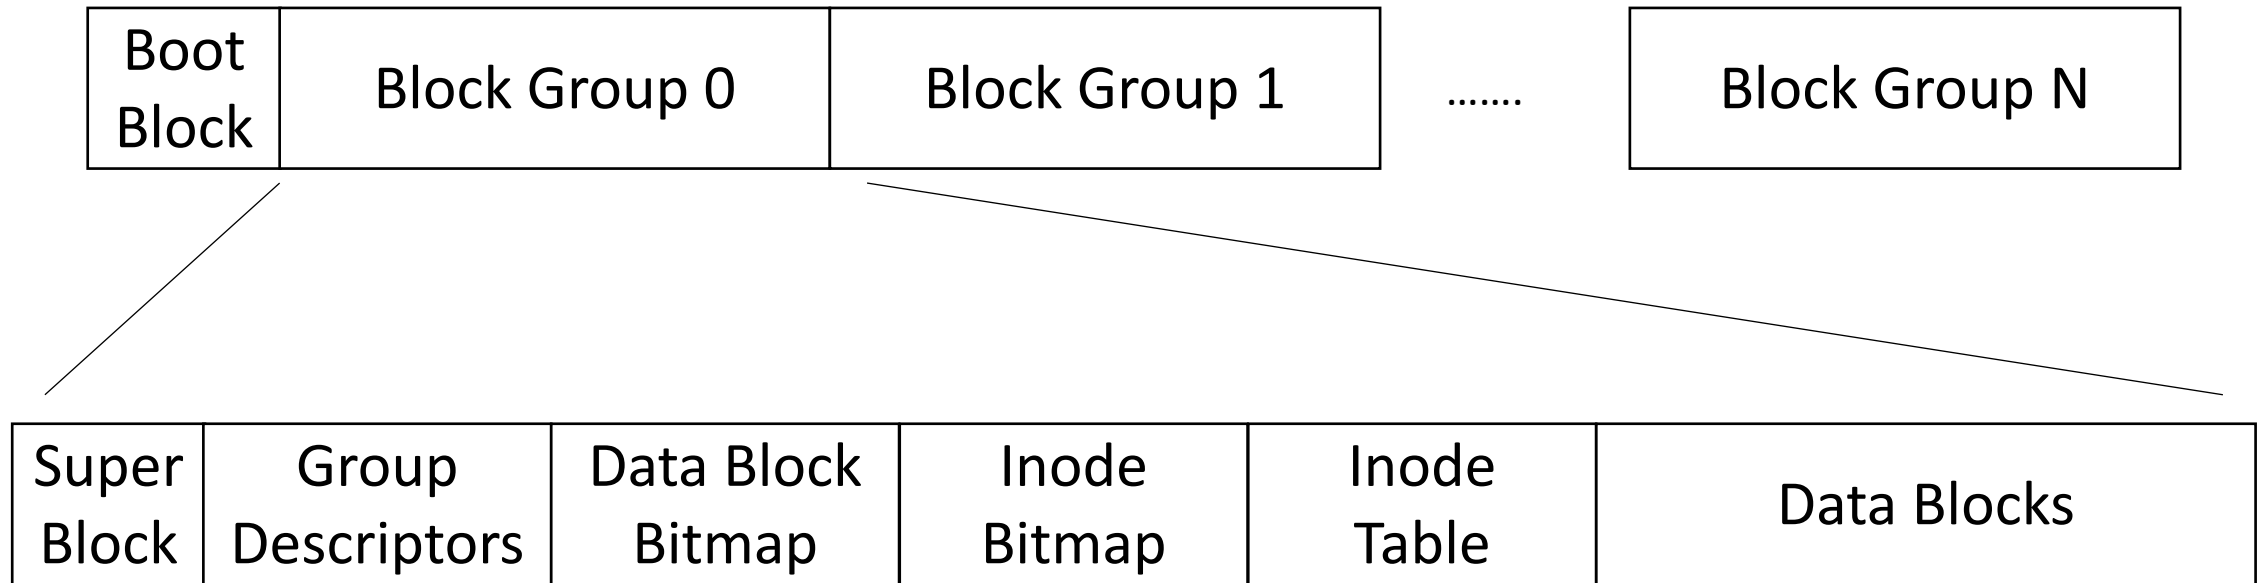 Boot
Block
Block Group 0
Block Group 1
.......
Block Group N
Super
Block
Group
Descriptors
Data Block
Bitmap
Inode
Bitmap
Inode
Table
Data Blocks